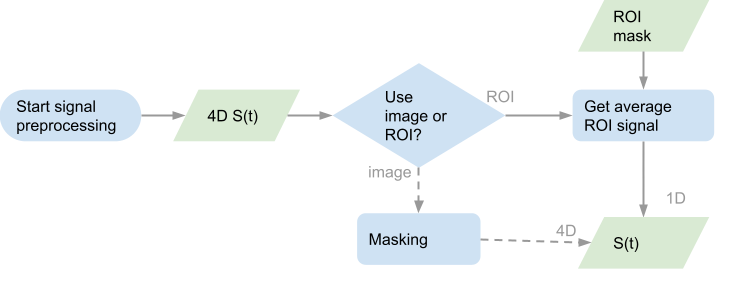 ROI
mask
Start signal
preprocessing
4D S(t)
Use
image or
ROI?
ROI
Get average
ROI signal
image
1D
Masking
4D
S(t)